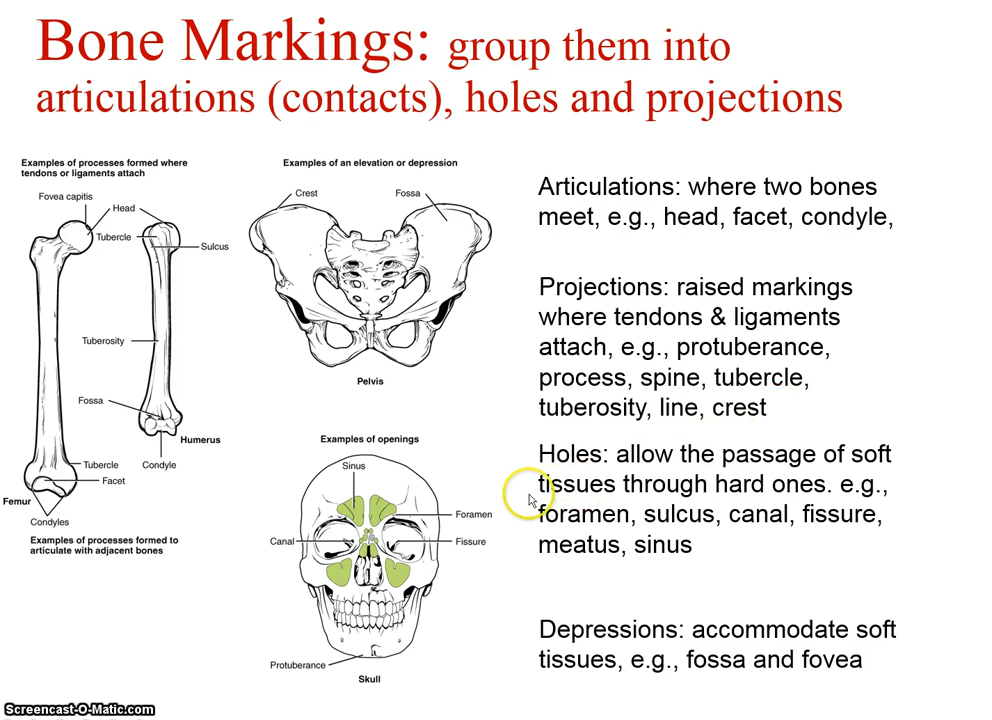 Bone Markings: group them into
articulations (contacts), holes and projections
Examples of processes formed where
tendons or ligaments attach
Fovea capitis
Head
Tubercle
Sulcus
Tuberosity
Fossa
Humerus
Tubercle
Condyle
Facet
Femur
Condyles
Examples of processes formed to
articulate with adjacent bones
Examples of an elevation or depression
Crest
Fossa
Pelvis
Examples of openings
Sinus
Foramen
Canal
Fissure
Protuberance
Skull
Articulations: where two bones
meet, e.g., head, facet, condyle,
Projections: raised markings
where tendons & ligaments
attach, e.g., protuberance,
process, spine, tubercle,
tuberosity, line, crest
Holes: allow the passage of soft
tissues through hard ones. e.g.,
foramen, sulcus, canal, fissure,
meatus, sinus
Depressions: accommodate soft
tissues, e.g., fossa and fovea
Screencast-O-Matic.com